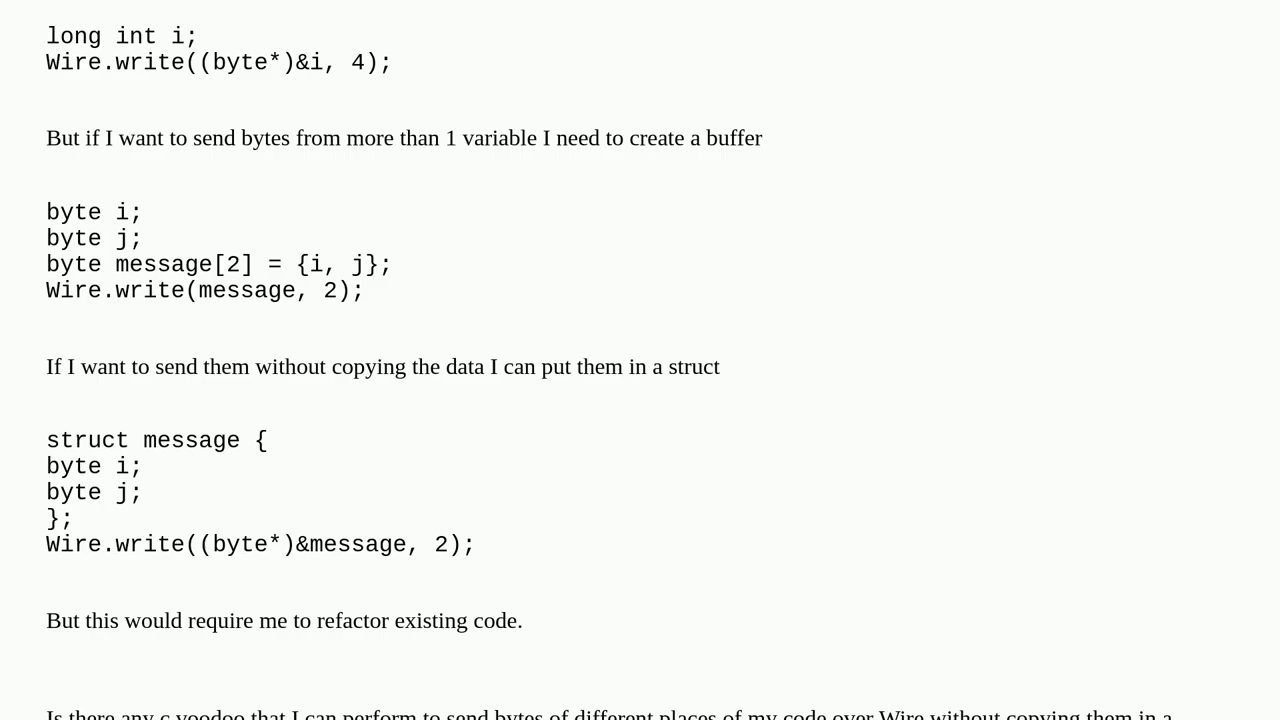 long int i;
Wire.write((byte*)&i, 4);
But if I want to send bytes from more than 1 variable I need to create a buffer
byte i;
byte j;
byte message[2] = {i, j};
Wire.write(message, 2);
If I want to send them without copying the data I can put them in a struct
struct message {
byte i;
byte j;
};
Wire.write((byte*)&message, 2);
But this would require me to refactor existing code.
Is there any c voodoo that I can perform to send bytes of different places of my code over Wire without copying them in a